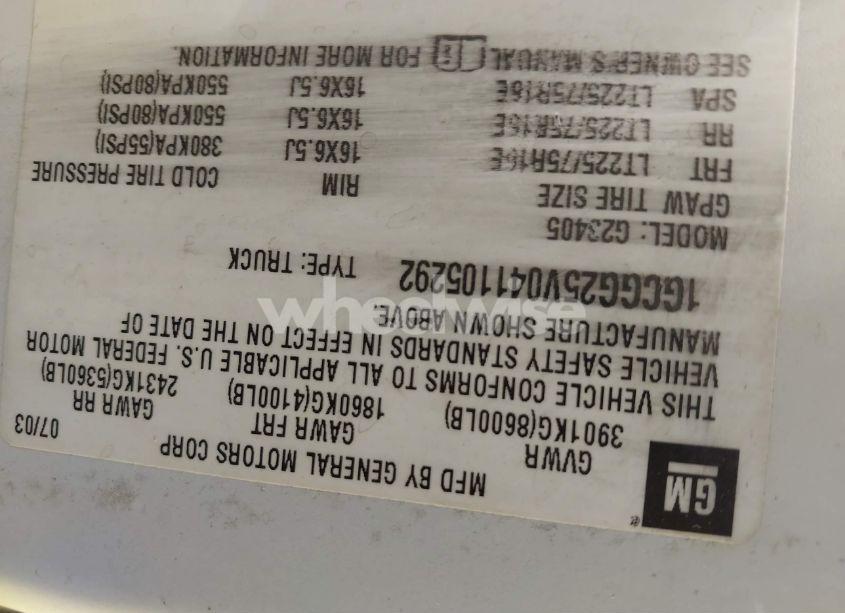 GM
MFD BY GENERAL MOTORS CORP 07/03
GVWR GAWR FRT GAWR RR
3901KG(8600LB) 1860KG(4100LB) 2431KG(5360LB)
THIS VEHICLE CONFORMS TO ALL APPLICABLE U.S. FEDERAL MOTOR
VEHICLE SAFETY STANDARDS IN EFFECT ON THE DATE OF
MANUFACTURE SHOWN ABOVE.
1GCGG25V041105292 TYPE: TRUCK
MODEL: G23405
GPAW TIRE SIZE RIM COLD TIRE PRESSURE
FRT LT225/75R16E 16X6.5J 380KPA(55PSI)
RR LT225/75R16E 16X6.5J 550KPA(80PSI)
SPA LT225/75R16E 16X6.5J 550KPA(80PSI)
SEE OWNER'S MANUAL FOR MORE INFORMATION.
wheelwise